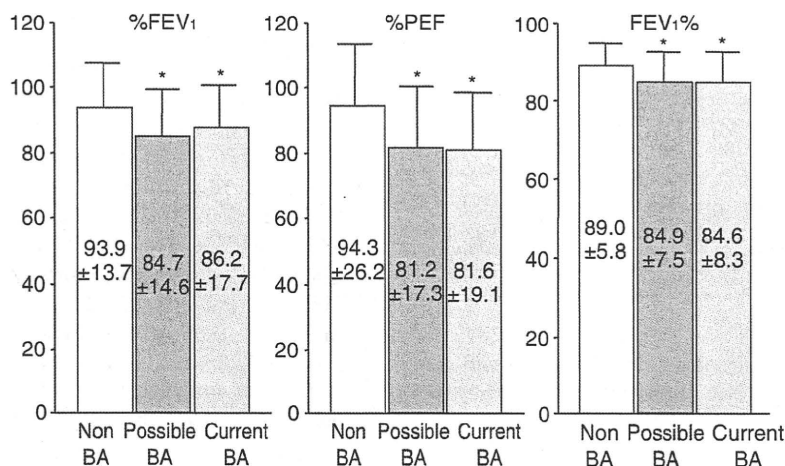 %FEV₁
120
100
80
60
40
20
0
*
*
93.9
±13.7
84.7
±14.6
86.2
±17.7
Non
BA
Possible
BA
Current
BA
%PEF
120
100
80
60
40
20
0
*
*
94.3
±26.2
81.2
±17.3
81.6
±19.1
Non
BA
Possible
BA
Current
BA
FEV₁%
100
80
60
40
20
0
*
*
89.0
±5.8
84.9
±7.5
84.6
±8.3
Non
BA
Possible
BA
Current
BA